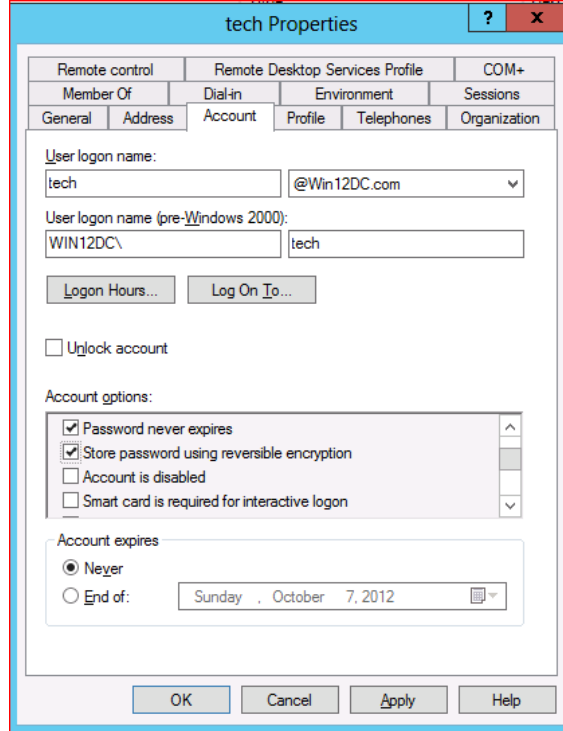 tech Properties
? x
Remote control Remote Desktop Services Profile COM+
Member Of Dial-in Environment Sessions
General Address Account Profile Telephones Organization
User logon name:
tech @Win12DC.com
User logon name (pre-Windows 2000):
WIN12DC\ tech
Logon Hours... Log On To...
Unlock account
Account options:
Password never expires
Store password using reversible encryption
Account is disabled
Smart card is required for interactive logon
Account expires
Never
End of: Sunday , October 7, 2012
OK Cancel Apply Help